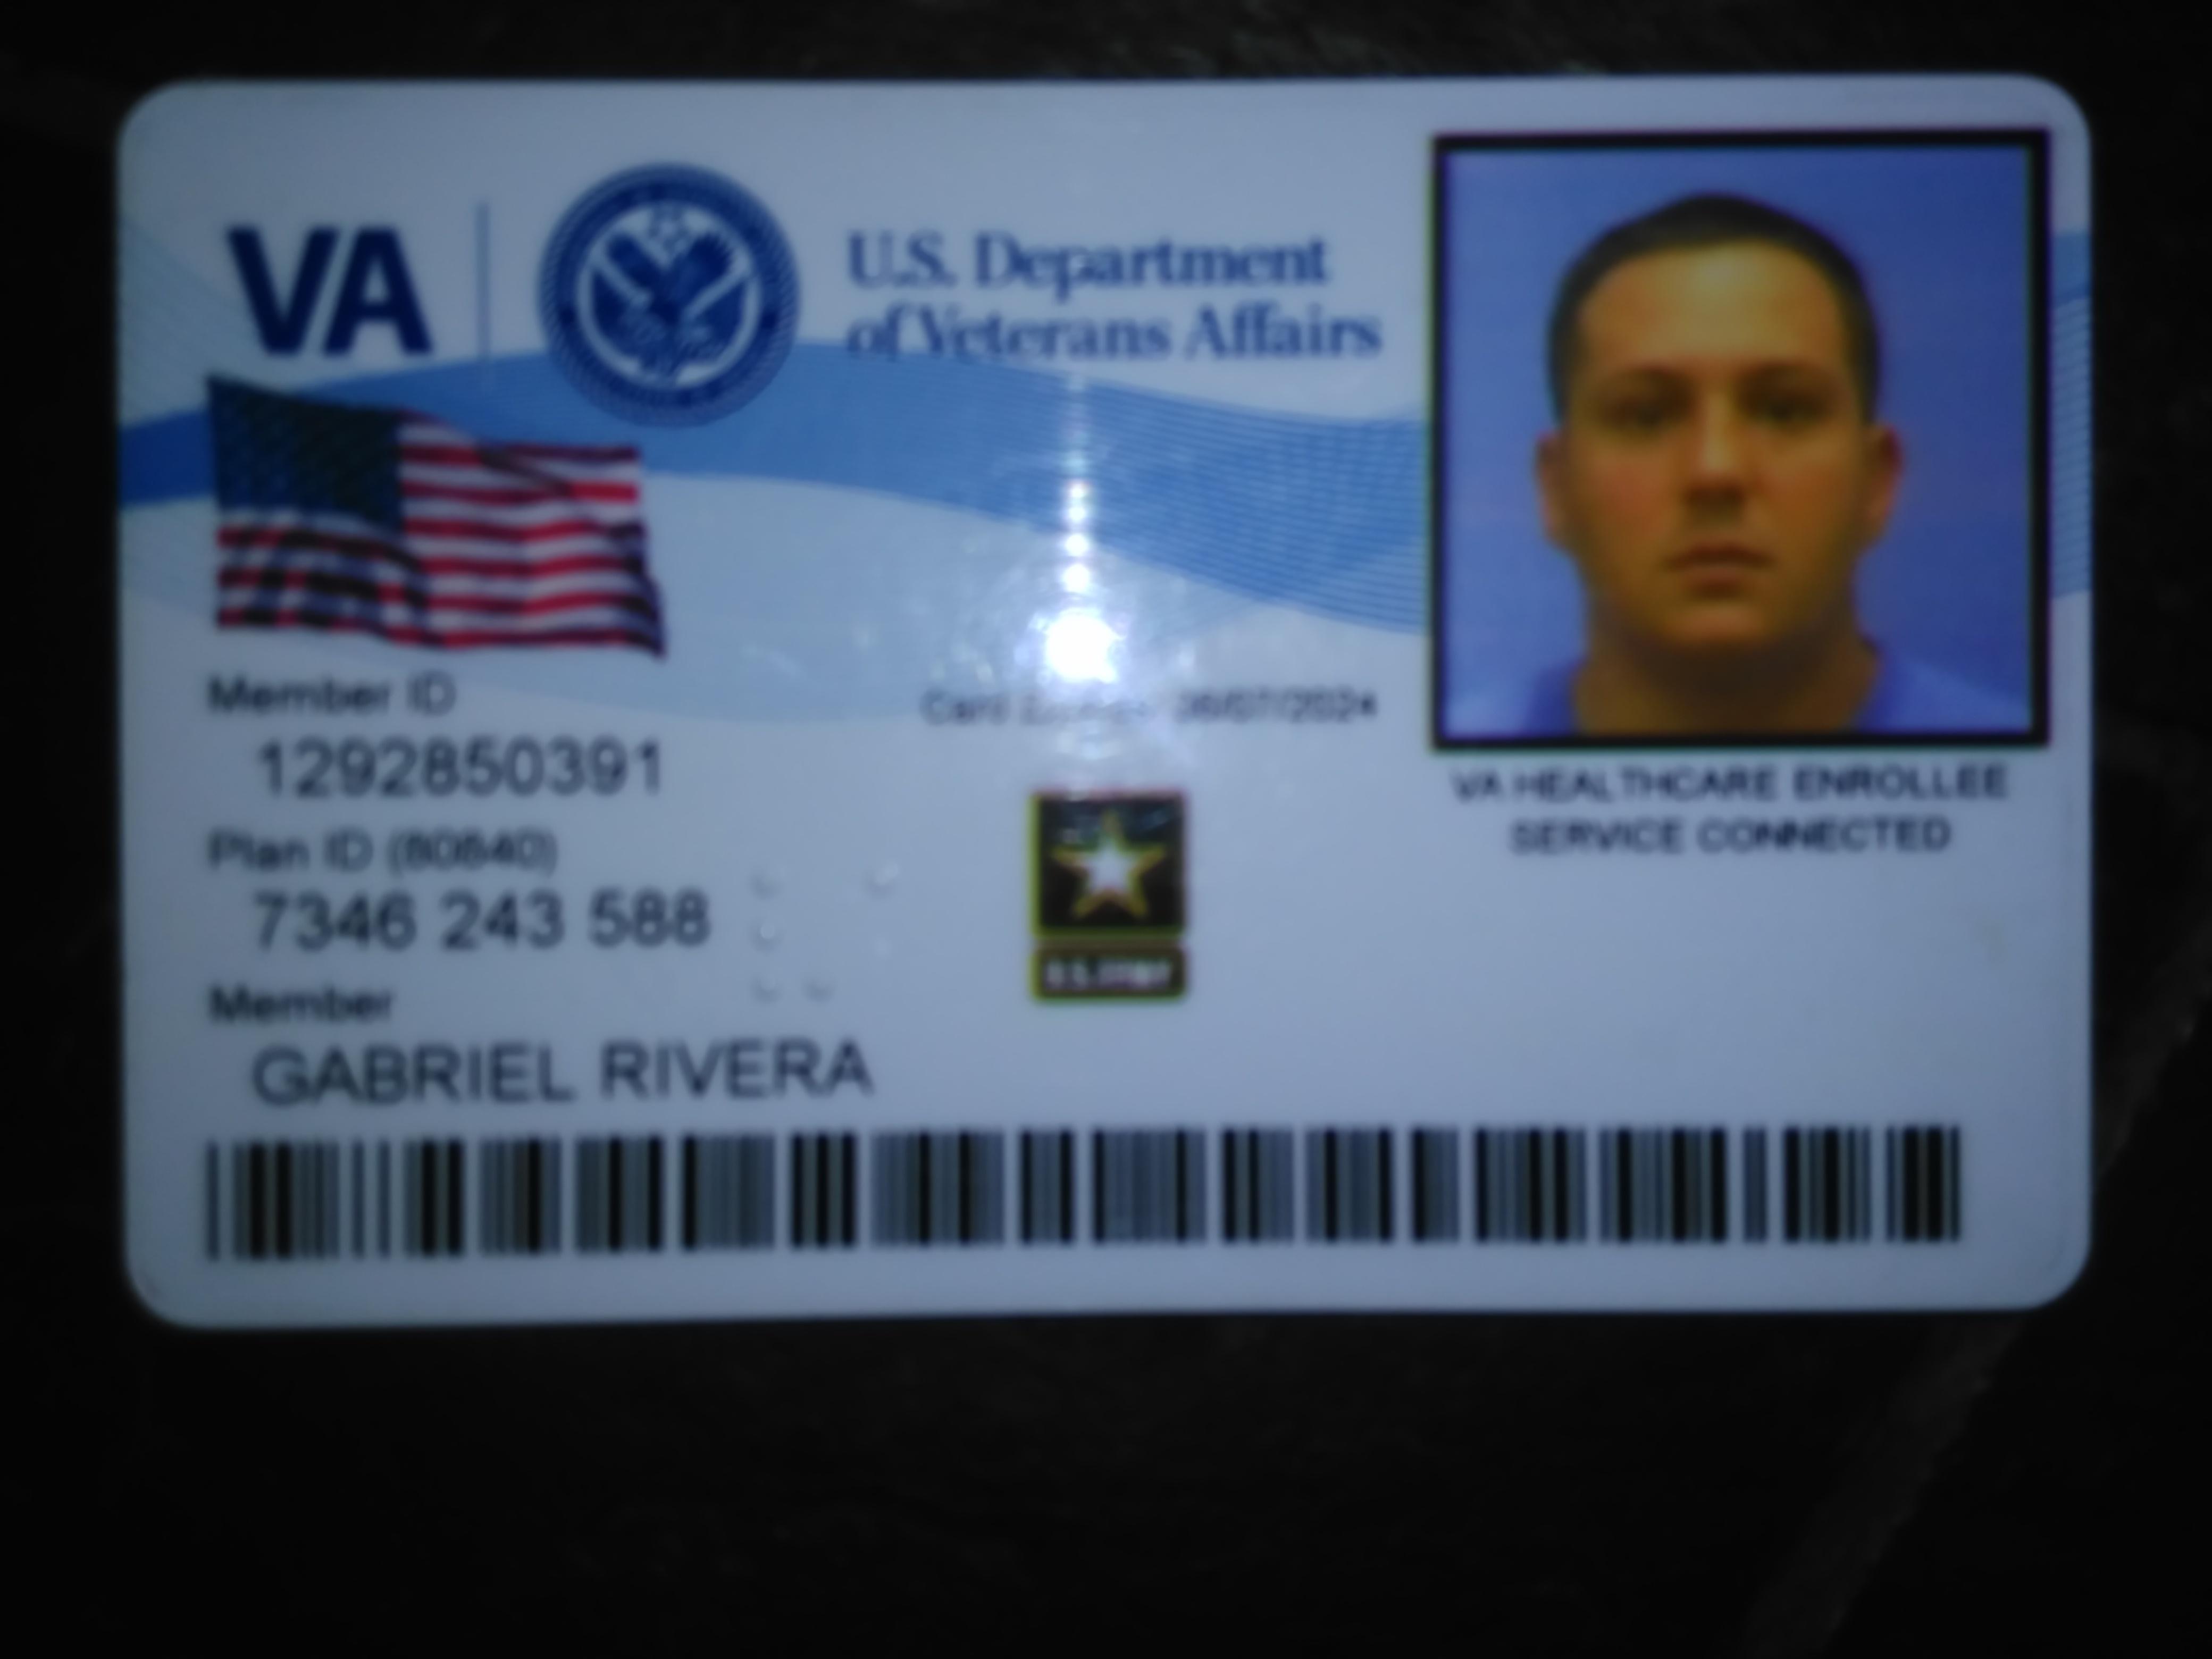 VA
U.S. Department
of Veterans Affairs
Member ID
1292850391
Card 06/07/2024
Plan ID (80840)
7346 243 588
Member
GABRIEL RIVERA
U.S. ARMY
VA HEALTHCARE ENROLLEE
SERVICE CONNECTED